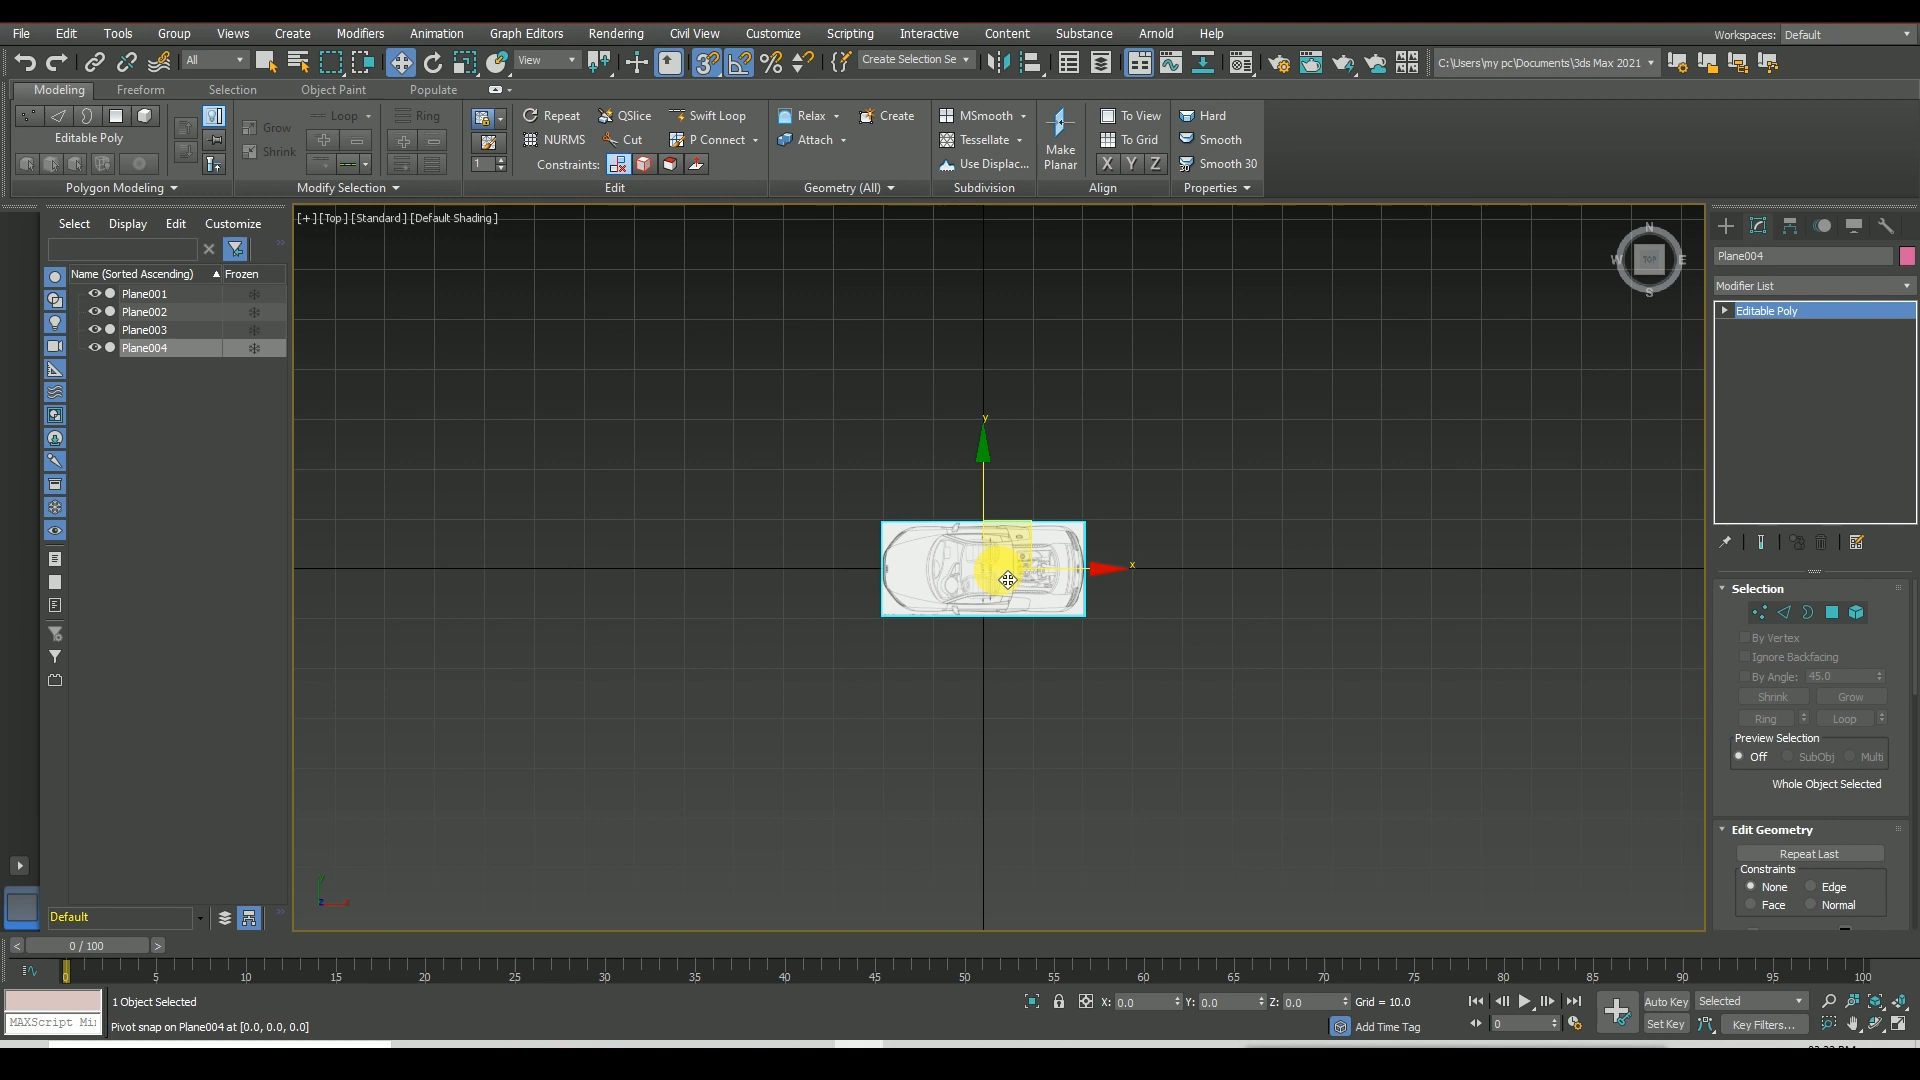 File Edit Tools Group Views Create Modifiers Animation Graph Editors Rendering Civil View Customize Scripting Interactive Content Substance Arnold Help
Workspaces: Default
All View Create Selection Se C:\Users\my pc\Documents\3ds Max 2021
Modeling Freeform Selection Object Paint Populate
Loop Ring Repeat QSlice Swift Loop Relax Create MSmooth To View Hard
Editable Poly Grow NURMS Cut P Connect Attach Tessellate To Grid Smooth
Shrink 1 Constraints: Use Displac... Make Planar X Y Z Smooth 30
Polygon Modeling Modify Selection Edit Geometry (All) Subdivision Align Properties
Select Display Edit Customize
Name (Sorted Ascending) Frozen
Plane001
Plane002
Plane003
Plane004
Default
[+] [Top] [Standard] [Default Shading]
N
W TOP E
S
y
x
Plane004
Modifier List
Editable Poly
Selection
By Vertex
Ignore Backfacing
By Angle: 45.0
Shrink Grow
Ring Loop
Preview Selection
Off SubObj Multi
Whole Object Selected
Edit Geometry
Repeat Last
Constraints
None Edge
Face Normal
< 0 / 100 >
0 5 10 15 20 25 30 35 40 45 50 55 60 65 70 75 80 85 90 95 100
1 Object Selected X: 0.0 Y: 0.0 Z: 0.0 Grid = 10.0 Auto Key Selected
MAXScript Mi Pivot snap on Plane004 at [0.0, 0.0, 0.0] Add Time Tag 0 Set Key Key Filters...